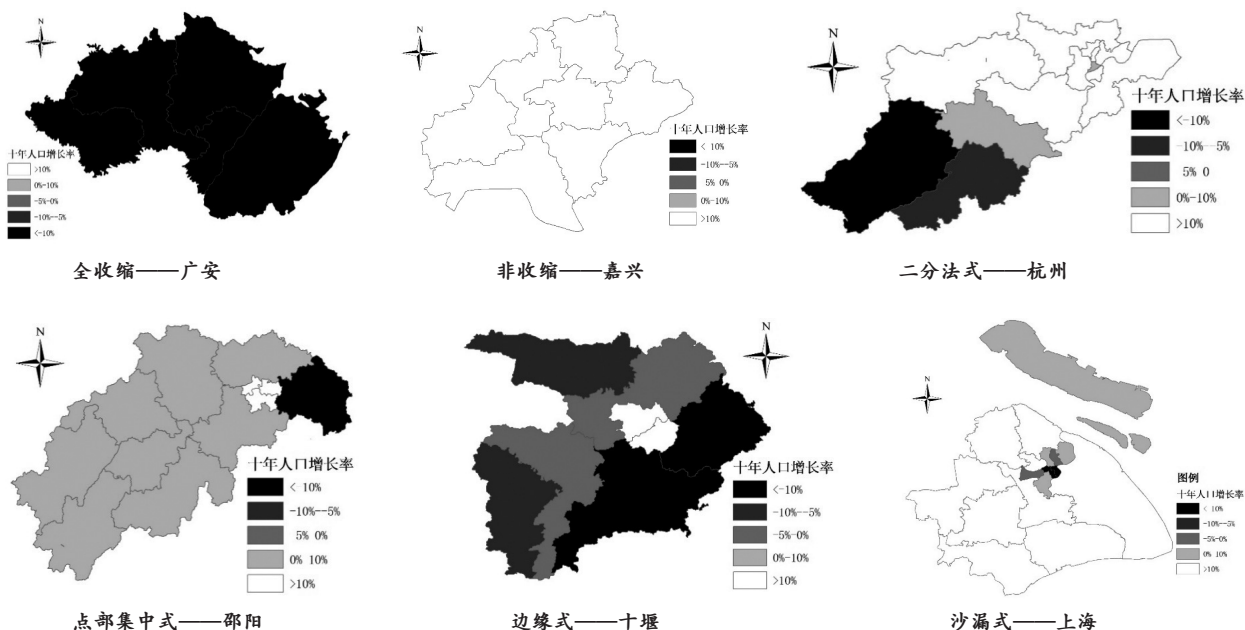 N
十年人口增长率
>10%
0%-10%
-5%-0%
-10%--5%
<-10%
全收缩——广安
N
十年人口增长率
< 10%
-10%--5%
5% 0%
0%-10%
>10%
非收缩——嘉兴
N
十年人口增长率
<-10%
-10%--5%
5% 0
0%-10%
>10%
二分法式——杭州
N
十年人口增长率
<-10%
-10%--5%
5% 0%
0% 10%
>10%
点部集中式——邵阳
N
十年人口增长率
<-10%
-10%--5%
-5%-0%
0%-10%
>10%
边缘式——十堰
N
图例
十年人口增长率
< 10%
-10%--5%
-5%-0%
0% 10%
>10%
沙漏式——上海